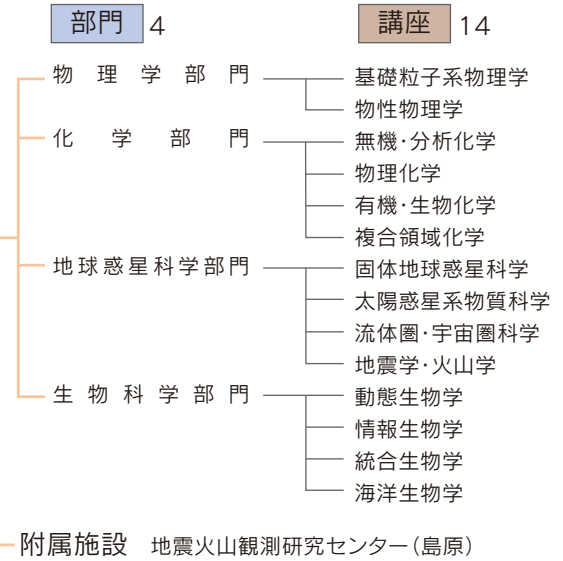 部門 4 講座 14
物理学部門 基礎粒子系物理学
物性物理学
化学部門 無機・分析化学
物理化学
有機・生物化学
複合領域化学
地球惑星科学部門 固体地球惑星科学
太陽惑星系物質科学
流体圏・宇宙圏科学
地震学・火山学
生物科学部門 動態生物学
情報生物学
統合生物学
海洋生物学
附属施設 地震火山観測研究センター（島原）